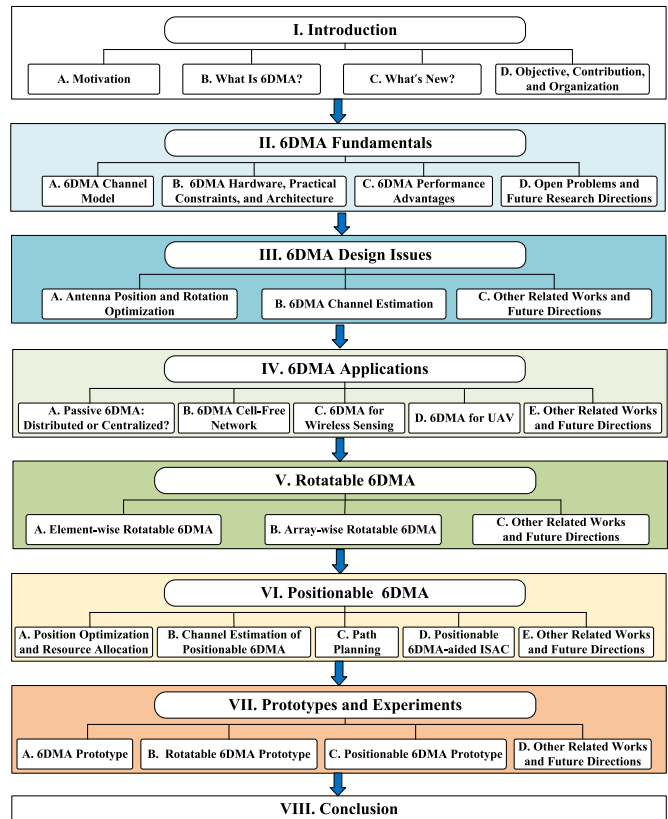 I. Introduction
A. Motivation
B. What Is 6DMA?
C. What's New?
D. Objective, Contribution,
and Organization
II. 6DMA Fundamentals
A. 6DMA Channel
Model
B. 6DMA Hardware, Practical
Constraints, and Architecture
C. 6DMA Performance
Advantages
D. Open Problems and
Future Research Directions
III. 6DMA Design Issues
A. Antenna Position and Rotation
Optimization
B. 6DMA Channel Estimation
C. Other Related Works and
Future Directions
IV. 6DMA Applications
A. Passive 6DMA:
Distributed or Centralized?
B. 6DMA Cell-Free
Network
C. 6DMA for
Wireless Sensing
D. 6DMA for UAV
E. Other Related Works
and Future Directions
V. Rotatable 6DMA
A. Element-wise Rotatable 6DMA
B. Array-wise Rotatable 6DMA
C. Other Related Works
and Future Directions
VI. Positionable 6DMA
A. Position Optimization
and Resource Allocation
B. Channel Estimation of
Positionable 6DMA
C. Path
Planning
D. Positionable
6DMA-aided ISAC
E. Other Related Works
and Future Directions
VII. Prototypes and Experiments
A. 6DMA Prototype
B. Rotatable 6DMA Prototype
C. Positionable 6DMA Prototype
D. Other Related Works
and Future Directions
VIII. Conclusion